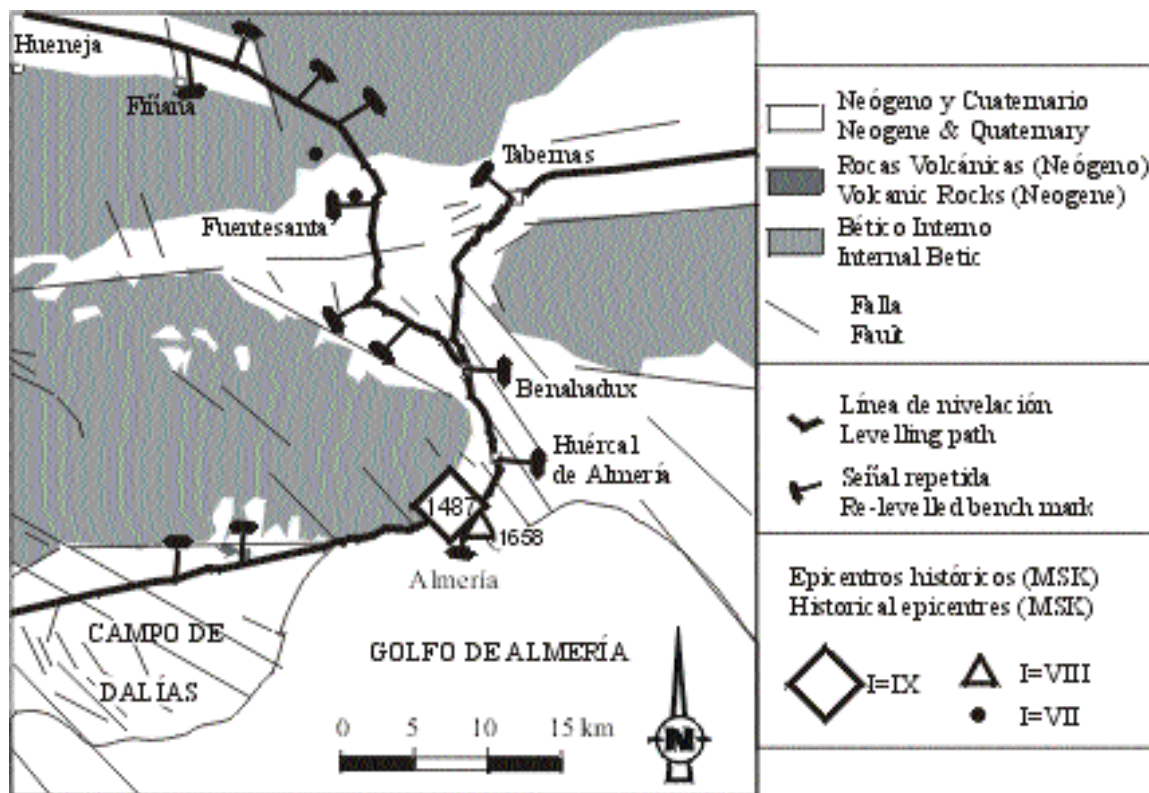 Hueneja
Fiñana
Tabernas
Fuentesanta
Benahadux
Huércal
de Almería
1487
1658
Almería
CAMPO DE
DALÍAS
GOLFO DE ALMERÍA
0 5 10 15 km
N
Neógeno y Cuaternario
Neogene & Quaternary
Rocas Volcánicas (Neógeno)
Volcanic Rocks (Neogene)
Bético Interno
Internal Betic
Falla
Fault
Línea de nivelación
Levelling path
Señal repetida
Re-levelled bench mark
Epicentros históricos (MSK)
Historical epicentres (MSK)
I=IX
I=VIII
I=VII